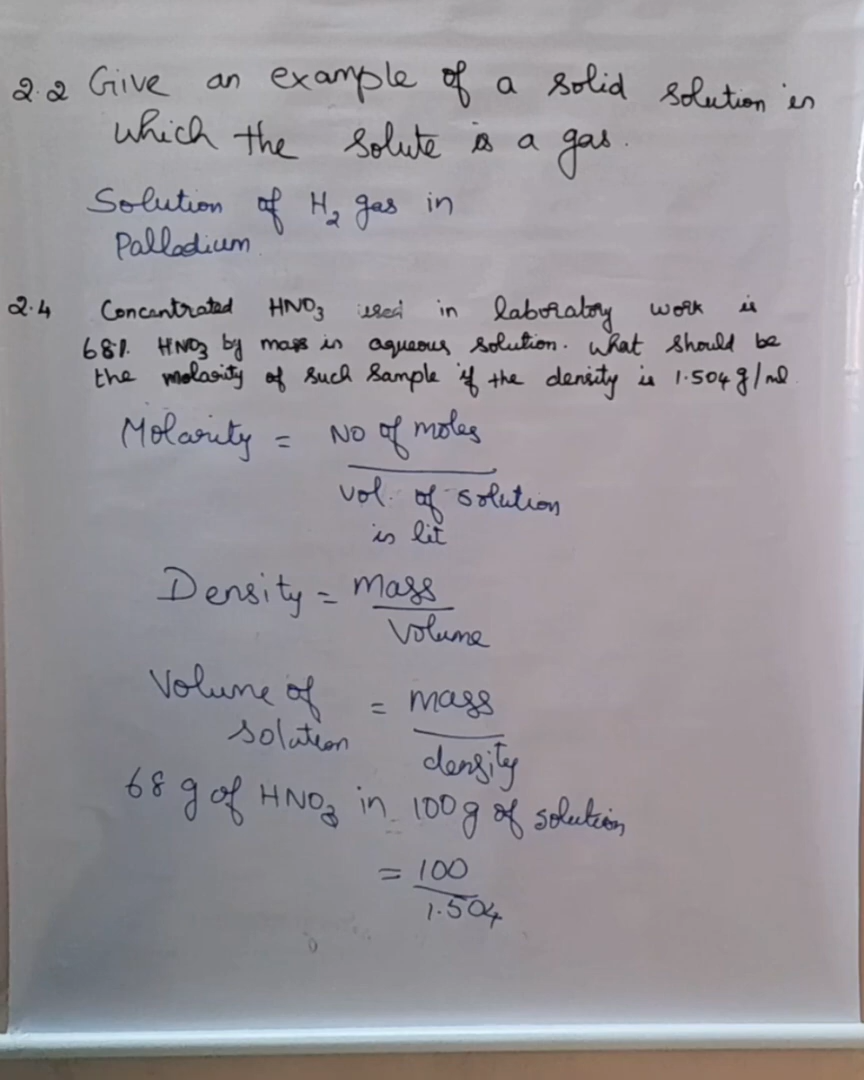 2.2 Give an example of a solid solution in
which the solute is a gas.
Solution of H₂ gas in
Palladium
2.4 Concentrated HNO₃ used in laboratory work is
68% HNO₃ by mass in aqueous solution. What should be
the molarity of such sample if the density is 1.504 g/ml
Molarity = No of moles
vol. of solution
in lit
Density = mass
Volume
Volume of
solution = mass
density
68 g of HNO₃ in 100g of solution
= 100
1.504